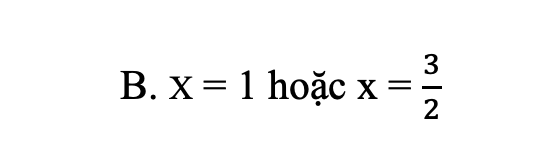 B. x = 1 hoặc x = 3/2